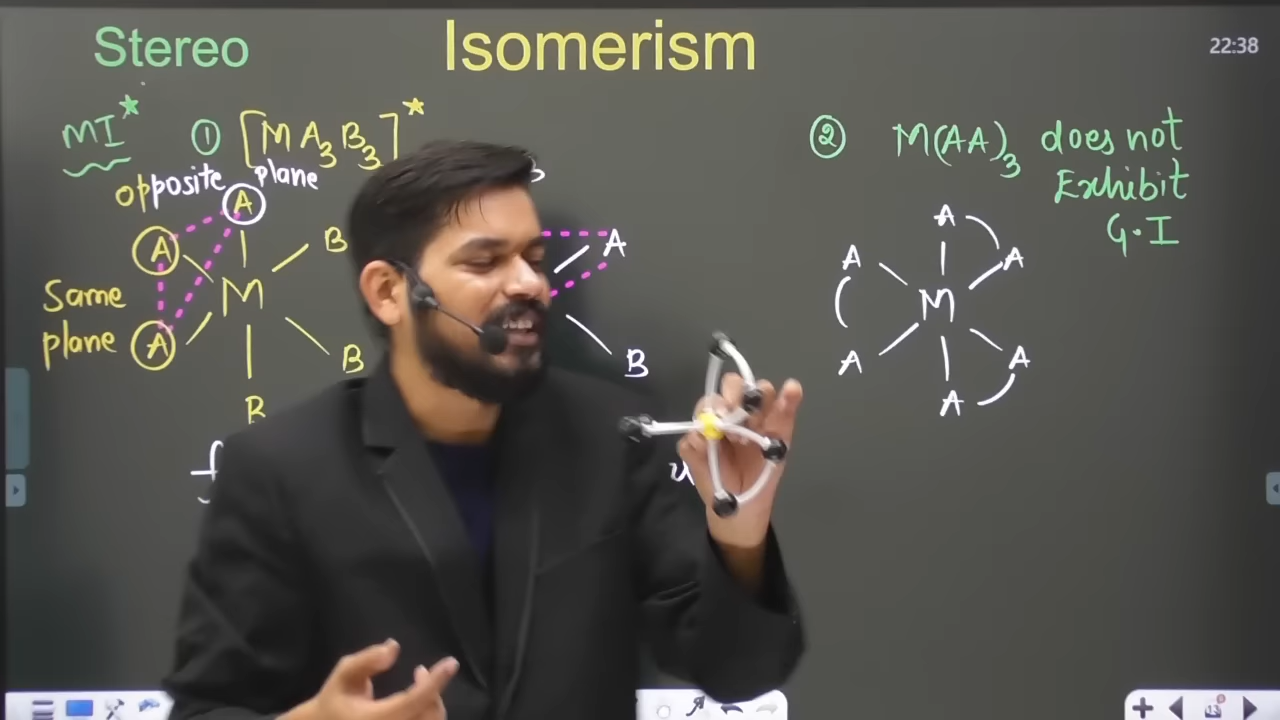 Stereo Isomerism
22:38
MI* ① [MA₃B₃]*
opposite plane
A
A
B
Same
plane
M
A
B
B
A
B
② M(AA)₃ does not
Exhibit
G.I
A
A
A
M
A
A
A